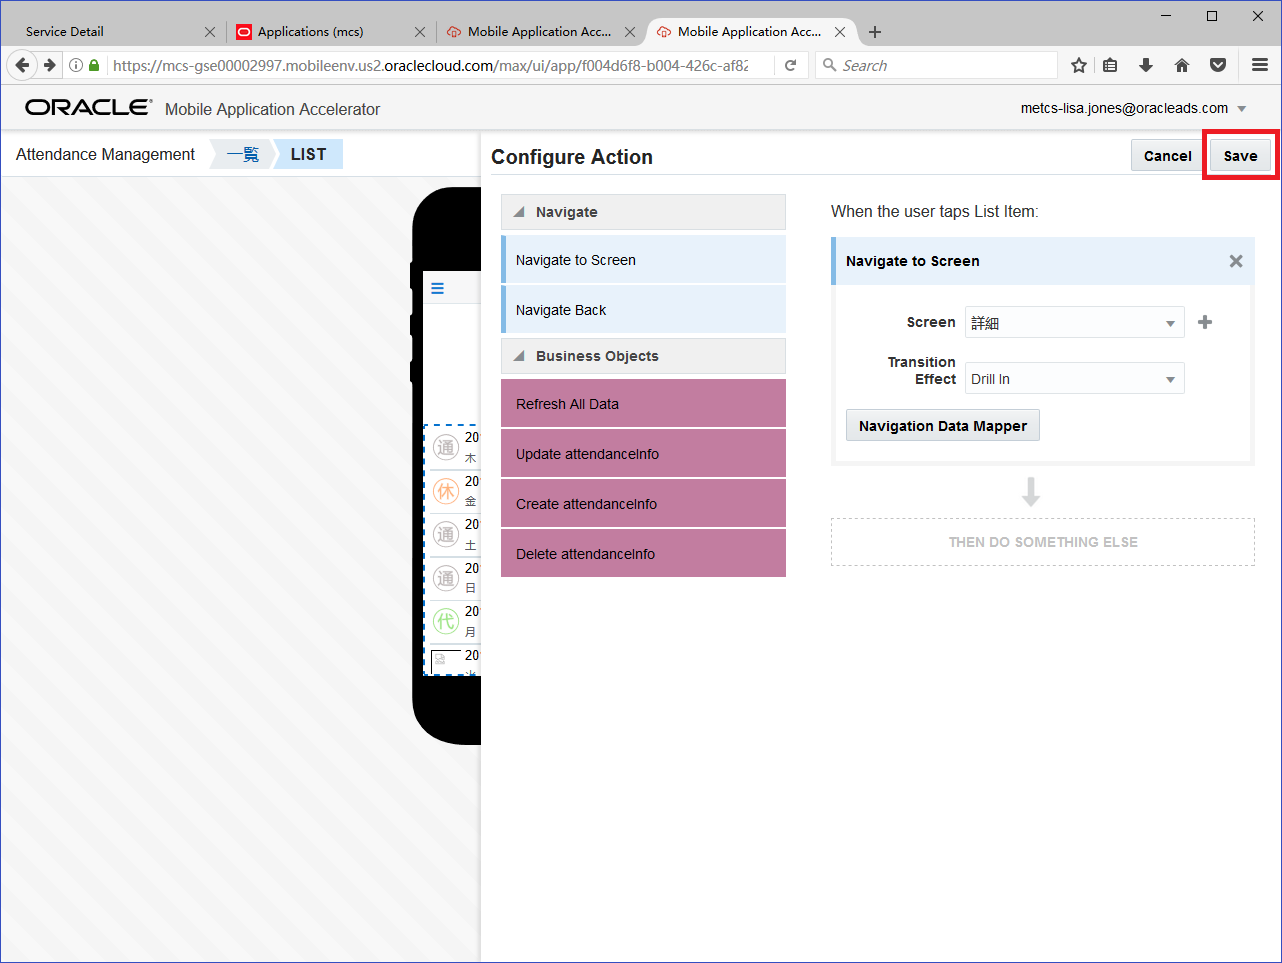 Service Detail
Applications (mcs)
Mobile Application Acc...
Mobile Application Acc...
https://mcs-gse00002997.mobileenv.us2.oraclecloud.com/max/ui/app/f004d6f8-b004-426c-af82
Search
ORACLE Mobile Application Accelerator
metcs-lisa.jones@oracleads.com
Attendance Management
一覧
LIST
Configure Action
Cancel
Save
Navigate
Navigate to Screen
Navigate Back
Business Objects
Refresh All Data
Update attendanceInfo
Create attendanceInfo
Delete attendanceInfo
When the user taps List Item:
Navigate to Screen
Screen
詳細
Transition
Effect
Drill In
Navigation Data Mapper
THEN DO SOMETHING ELSE
通
20
木
休
20
金
通
20
土
通
20
日
代
20
月
20